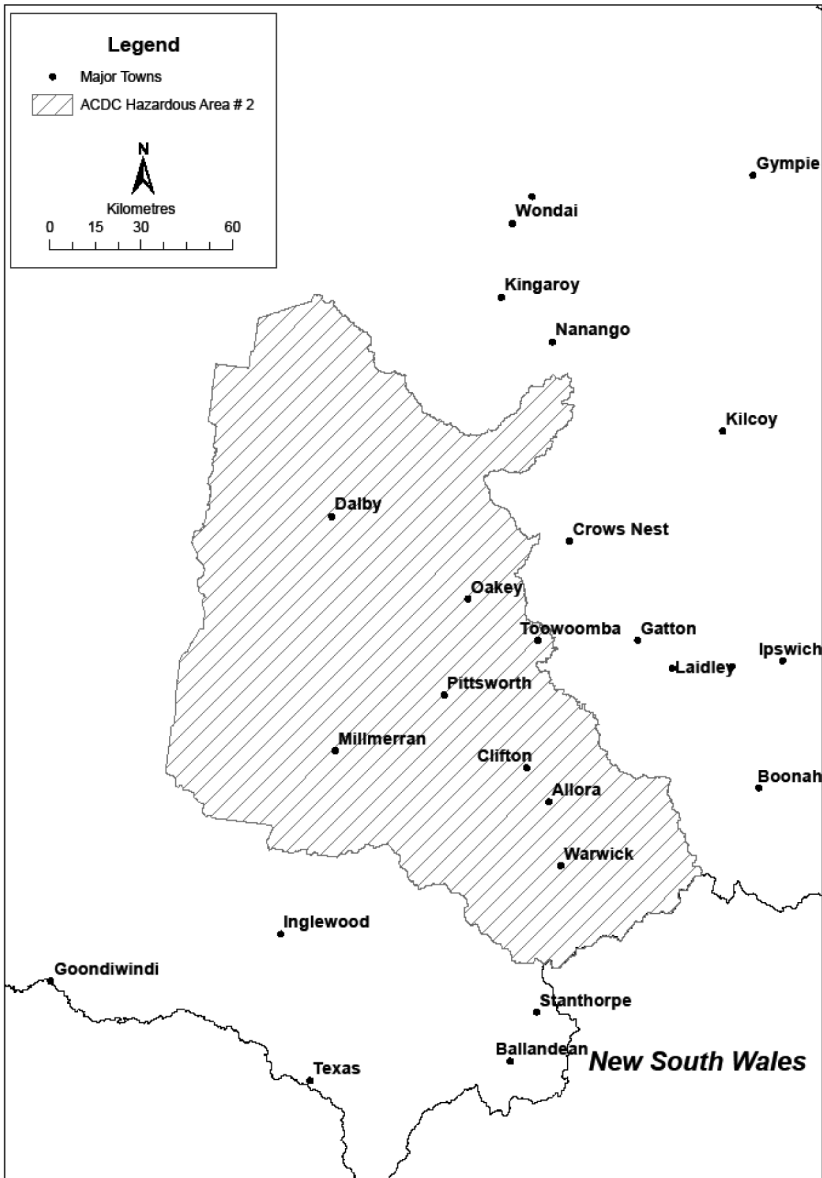 Legend
Major Towns
ACDC Hazardous Area # 2
N
Kilometres
0 15 30 60
Gympie
Wondai
Kingaroy
Nanango
Kilcoy
Dalby
Crows Nest
Oakey
Toowoomba Gatton
Ipswich
Laidley
Pittsworth
Millmerran
Clifton
Boonah
Allora
Warwick
Inglewood
Goondiwindi
Stanthorpe
Ballandean
New South Wales
Texas